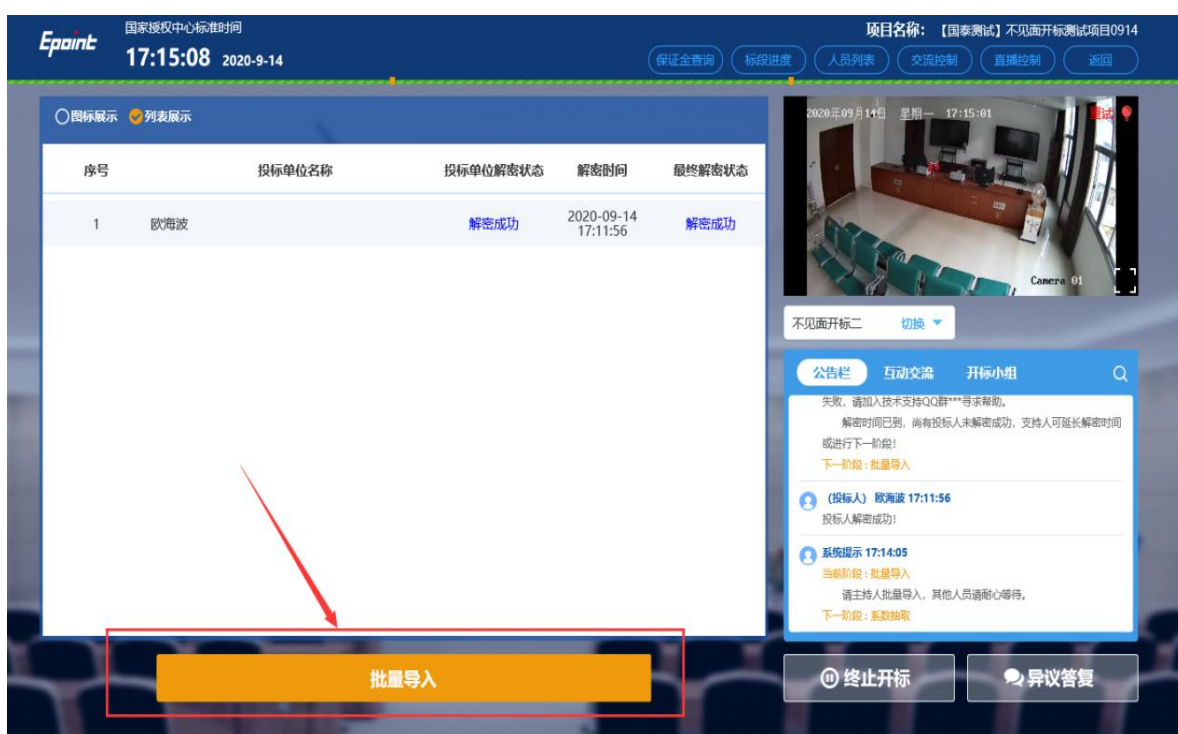 Epoint
国家授权中心标准时间
17:15:08 2020-9-14
项目名称：【国泰测试】不见面开标测试项目0914
保证金查询 标段进度 人员列表 交流控制 直播控制 返回
图标展示 列表展示
序号 投标单位名称 投标单位解密状态 解密时间 最终解密状态
1 欧海波 解密成功 2020-09-14 17:11:56 解密成功
2020年09月14日 星期一 17:15:01 重试
Camera 01
不见面开标二 切换
公告栏 互动交流 开标小组
失败，请加入技术支持QQ群***寻求帮助。
解密时间已到，尚有投标人未解密成功，支持人可延长解密时间
或进行下一阶段！
下一阶段：批量导入
（投标人） 欧海波 17:11:56
投标人解密成功！
系统提示 17:14:05
当前阶段：批量导入
请主持人批量导入，其他人员请耐心等待。
下一阶段：系数抽取
批量导入
终止开标 异议答复